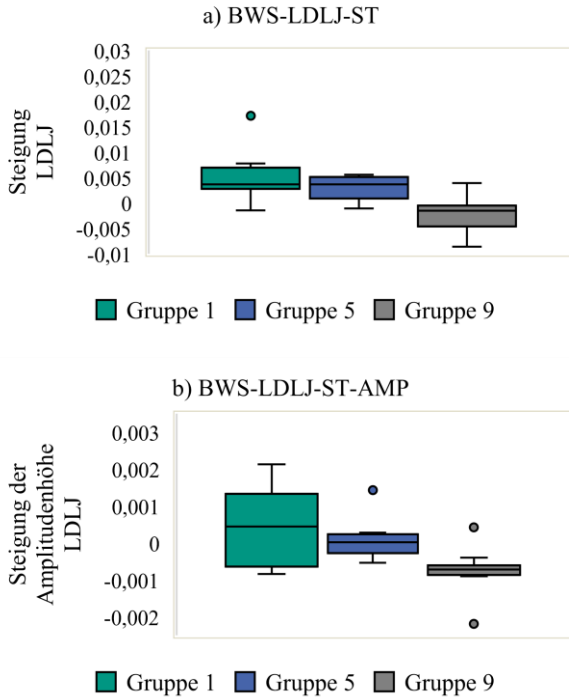 a) BWS-LDLJ-ST
Steigung
LDLJ
0,03
0,025
0,02
0,015
0,01
0,005
0
-0,005
-0,01
Gruppe 1 Gruppe 5 Gruppe 9
b) BWS-LDLJ-ST-AMP
Steigung der
Amplitudenhöhe
LDLJ
0,003
0,002
0,001
0
-0,001
-0,002
Gruppe 1 Gruppe 5 Gruppe 9